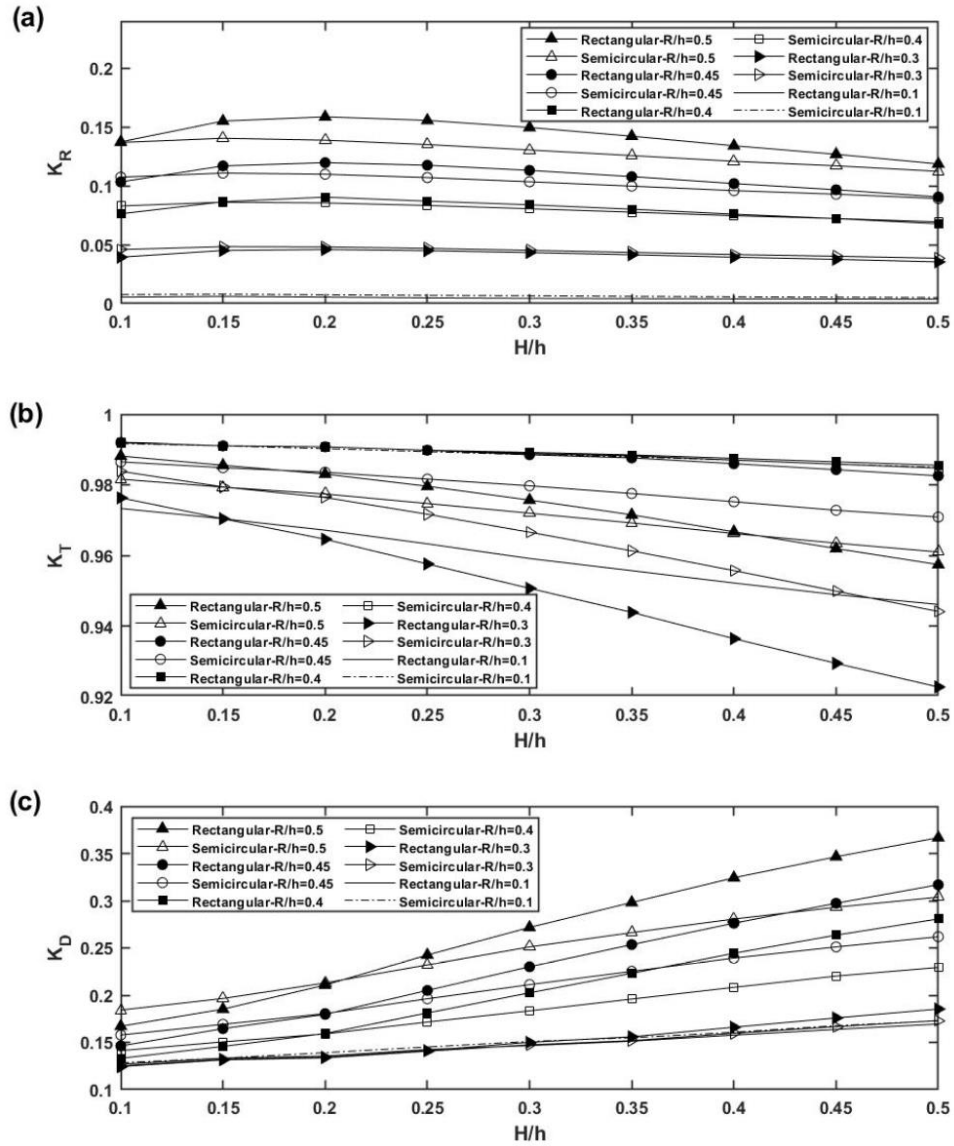 (a)
0.2
0.15
0.1
0.05
0
K_R
Rectangular-R/h=0.5 Semicircular-R/h=0.4
Semicircular-R/h=0.5 Rectangular-R/h=0.3
Rectangular-R/h=0.45 Semicircular-R/h=0.3
Semicircular-R/h=0.45 Rectangular-R/h=0.1
Rectangular-R/h=0.4 Semicircular-R/h=0.1
0.1 0.15 0.2 0.25 0.3 0.35 0.4 0.45 0.5
H/h
(b)
1
0.98
0.96
0.94
0.92
K_T
Rectangular-R/h=0.5 Semicircular-R/h=0.4
Semicircular-R/h=0.5 Rectangular-R/h=0.3
Rectangular-R/h=0.45 Semicircular-R/h=0.3
Semicircular-R/h=0.45 Rectangular-R/h=0.1
Rectangular-R/h=0.4 Semicircular-R/h=0.1
0.1 0.15 0.2 0.25 0.3 0.35 0.4 0.45 0.5
H/h
(c)
0.4
0.35
0.3
0.25
0.2
0.15
0.1
K_D
Rectangular-R/h=0.5 Semicircular-R/h=0.4
Semicircular-R/h=0.5 Rectangular-R/h=0.3
Rectangular-R/h=0.45 Semicircular-R/h=0.3
Semicircular-R/h=0.45 Rectangular-R/h=0.1
Rectangular-R/h=0.4 Semicircular-R/h=0.1
0.1 0.15 0.2 0.25 0.3 0.35 0.4 0.45 0.5
H/h